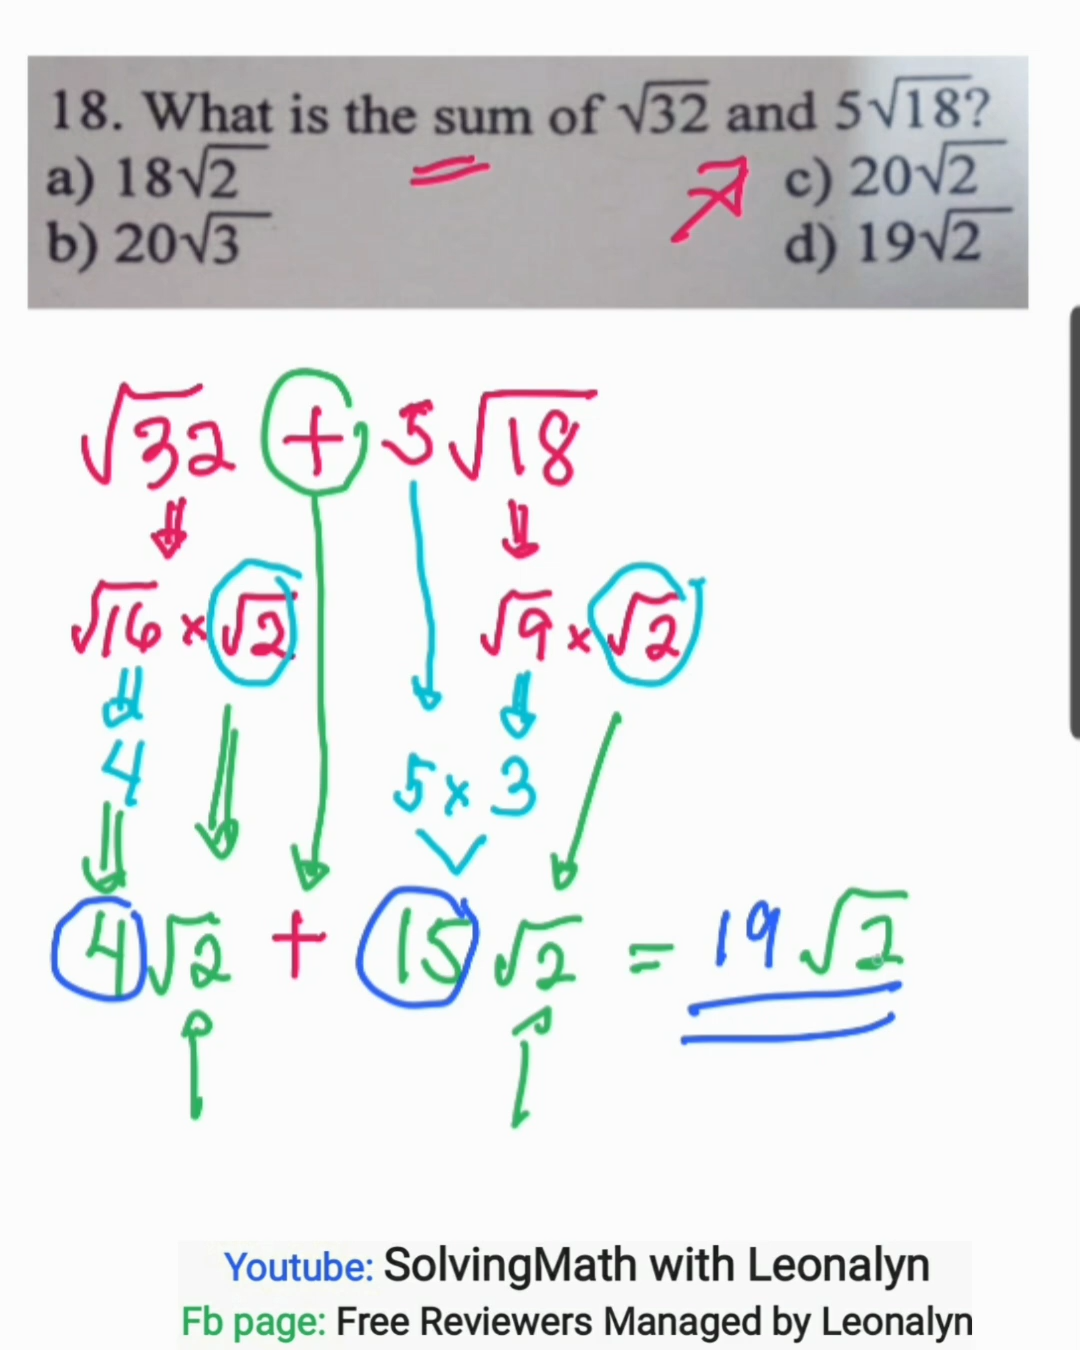 18. What is the sum of √32 and 5√18?
a) 18√2 c) 20√2
b) 20√3 d) 19√2
√32 + 5√18
√16 × √2 √9 × √2
4 5 × 3
4√2 + 15√2 = 19√2
Youtube: SolvingMath with Leonalyn
Fb page: Free Reviewers Managed by Leonalyn